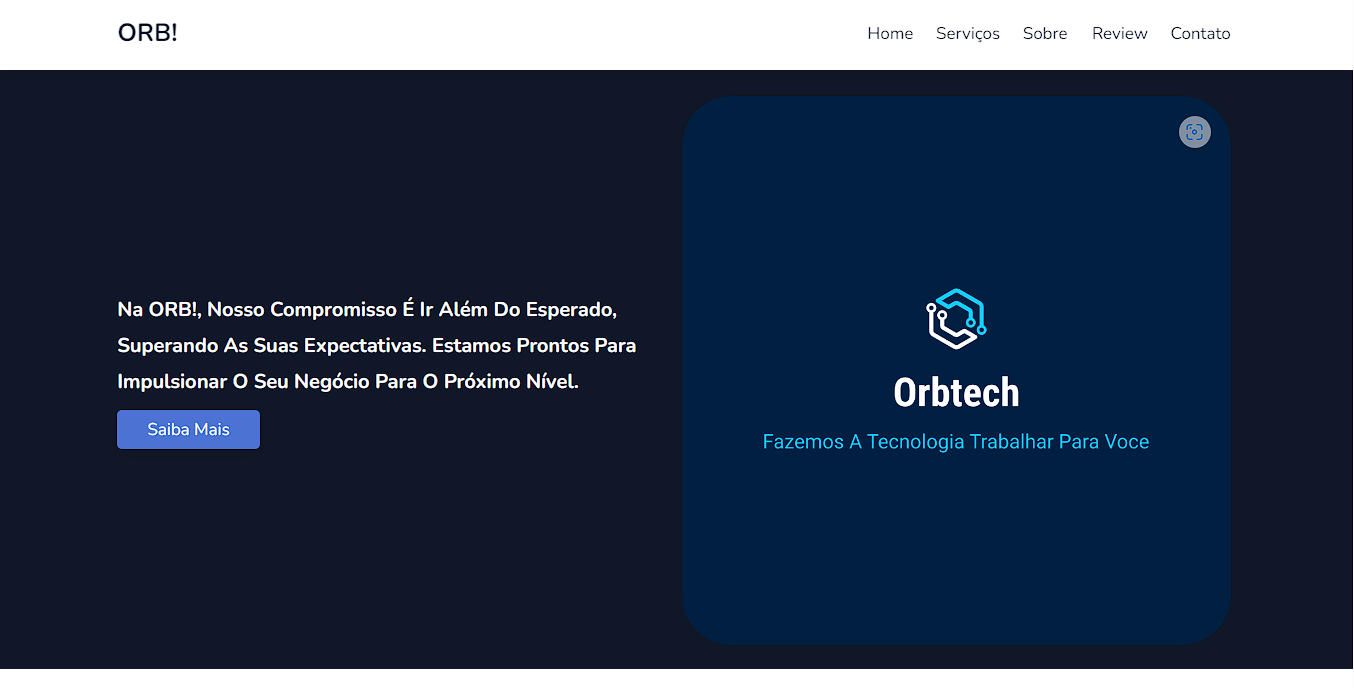 ORB!
Home Serviços Sobre Review Contato
Na ORB!, Nosso Compromisso É Ir Além Do Esperado,
Superando As Suas Expectativas. Estamos Prontos Para
Impulsionar O Seu Negócio Para O Próximo Nível.
Saiba Mais
Orbtech
Fazemos A Tecnologia Trabalhar Para Voce